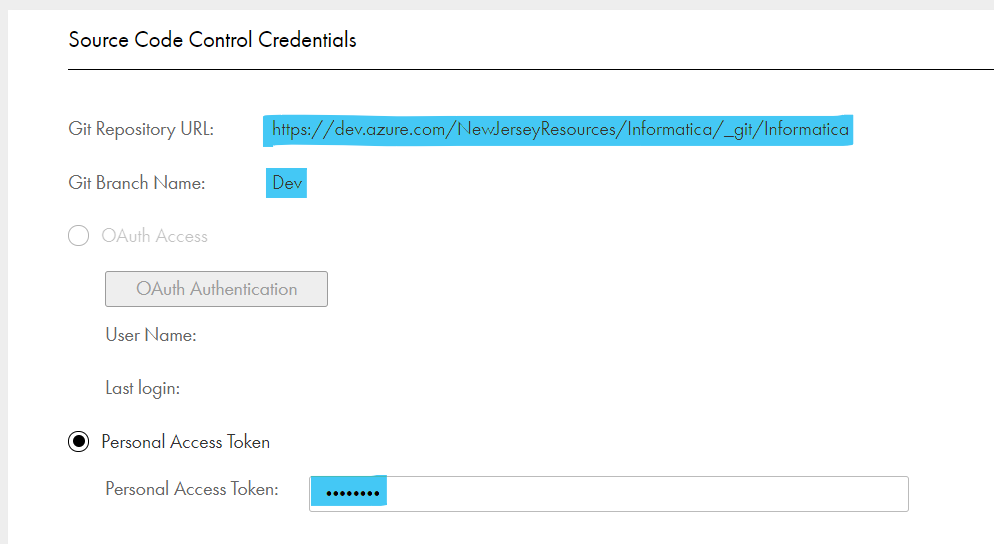 Source Code Control Credentials
Git Repository URL: https://dev.azure.com/NewJerseyResources/Informatica/_git/Informatica
Git Branch Name: Dev
OAuth Access
OAuth Authentication
User Name:
Last login:
Personal Access Token
Personal Access Token: ••••••••